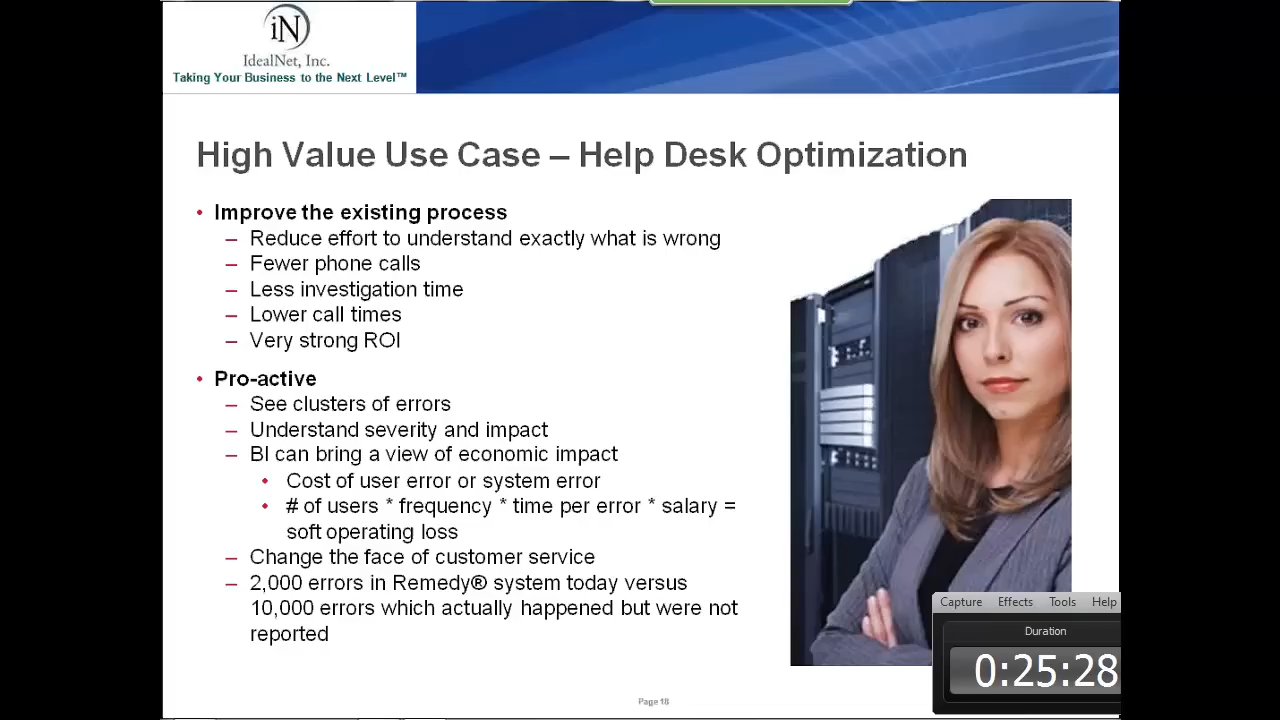 iN
IdealNet, Inc.
Taking Your Business to the Next Level™
High Value Use Case – Help Desk Optimization
• Improve the existing process
– Reduce effort to understand exactly what is wrong
– Fewer phone calls
– Less investigation time
– Lower call times
– Very strong ROI
• Pro-active
– See clusters of errors
– Understand severity and impact
– BI can bring a view of economic impact
• Cost of user error or system error
• # of users * frequency * time per error * salary =
soft operating loss
– Change the face of customer service
– 2,000 errors in Remedy® system today versus
10,000 errors which actually happened but were not
reported
Capture Effects Tools Help
Duration
0:25:28
Page 18